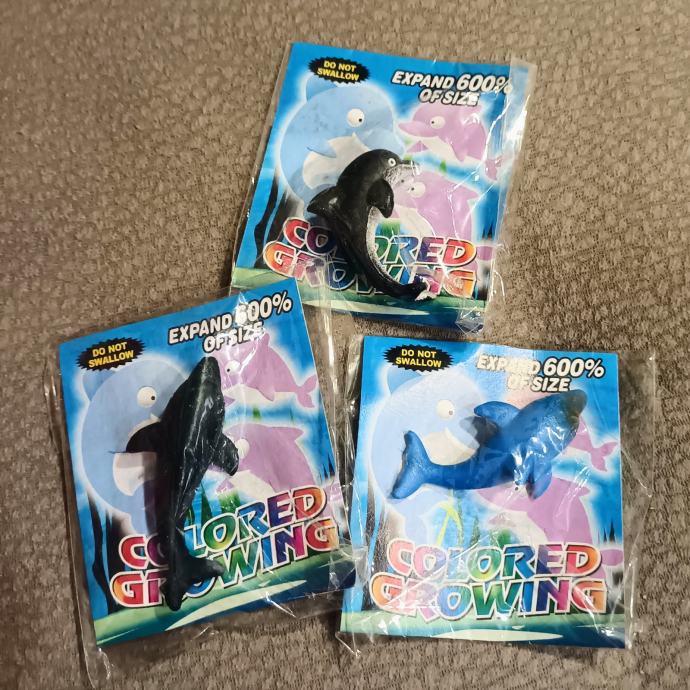 DO NOT
SWALLOW
EXPAND 600%
OF SIZE
COLORED
GROWING
DO NOT
SWALLOW
EXPAND 600%
OF SIZE
COLORED
GROWING
DO NOT
SWALLOW
EXPAND 600%
OF SIZE
COLORED
GROWING